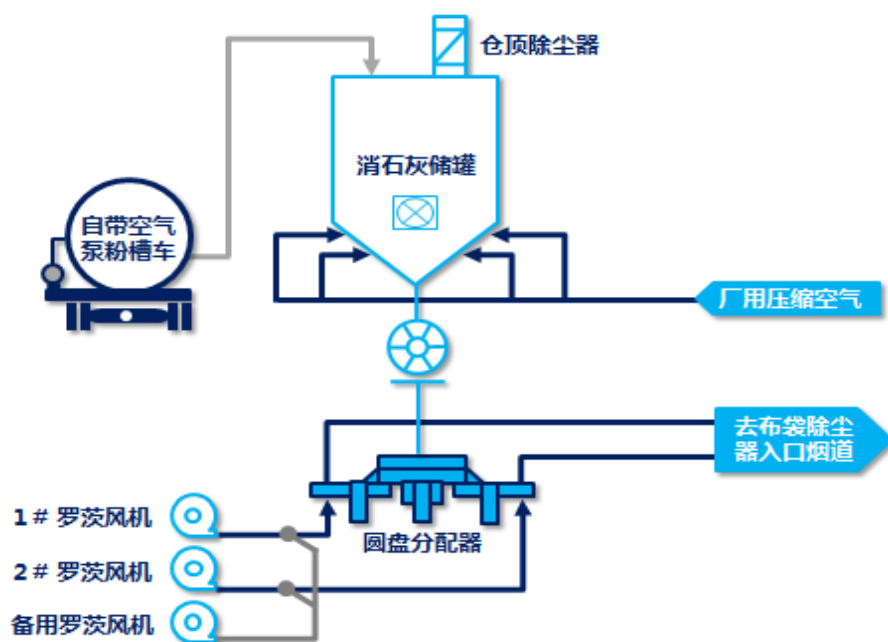 仓顶除尘器
消石灰储罐
自带空气
泵粉槽车
厂用压缩空气
去布袋除尘
器入口烟道
1# 罗茨风机
圆盘分配器
2# 罗茨风机
备用罗茨风机